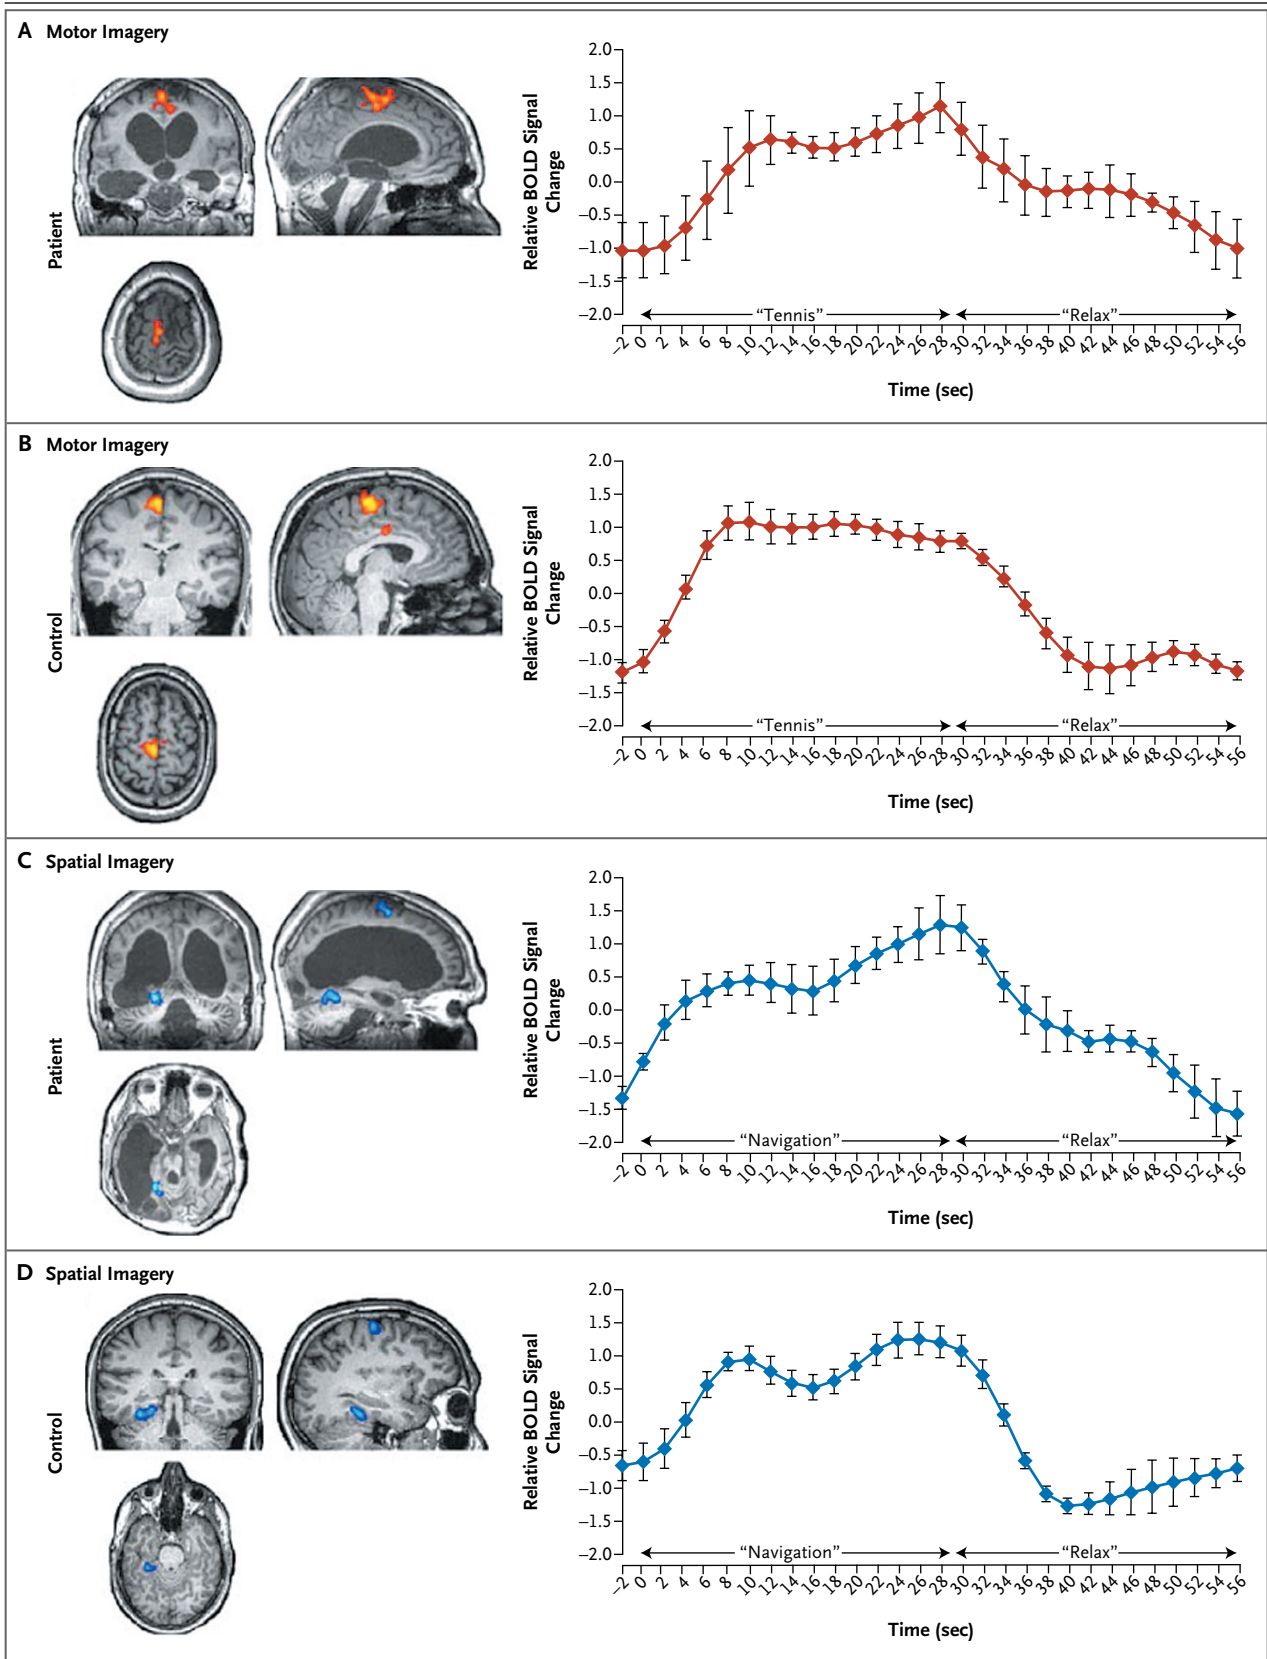 A Motor Imagery
Patient
Relative BOLD Signal
Change
2.0
1.5
1.0
0.5
0.0
−0.5
−1.0
−1.5
−2.0
“Tennis”
“Relax”
−2 0 2 4 6 8 10 12 14 16 18 20 22 24 26 28 30 32 34 36 38 40 42 44 46 48 50 52 54 56
Time (sec)
B Motor Imagery
Control
Relative BOLD Signal
Change
2.0
1.5
1.0
0.5
0.0
−0.5
−1.0
−1.5
−2.0
“Tennis”
“Relax”
−2 0 2 4 6 8 10 12 14 16 18 20 22 24 26 28 30 32 34 36 38 40 42 44 46 48 50 52 54 56
Time (sec)
C Spatial Imagery
Patient
Relative BOLD Signal
Change
2.0
1.5
1.0
0.5
0.0
−0.5
−1.0
−1.5
−2.0
“Navigation”
“Relax”
−2 0 2 4 6 8 10 12 14 16 18 20 22 24 26 28 30 32 34 36 38 40 42 44 46 48 50 52 54 56
Time (sec)
D Spatial Imagery
Control
Relative BOLD Signal
Change
2.0
1.5
1.0
0.5
0.0
−0.5
−1.0
−1.5
−2.0
“Navigation”
“Relax”
−2 0 2 4 6 8 10 12 14 16 18 20 22 24 26 28 30 32 34 36 38 40 42 44 46 48 50 52 54 56
Time (sec)